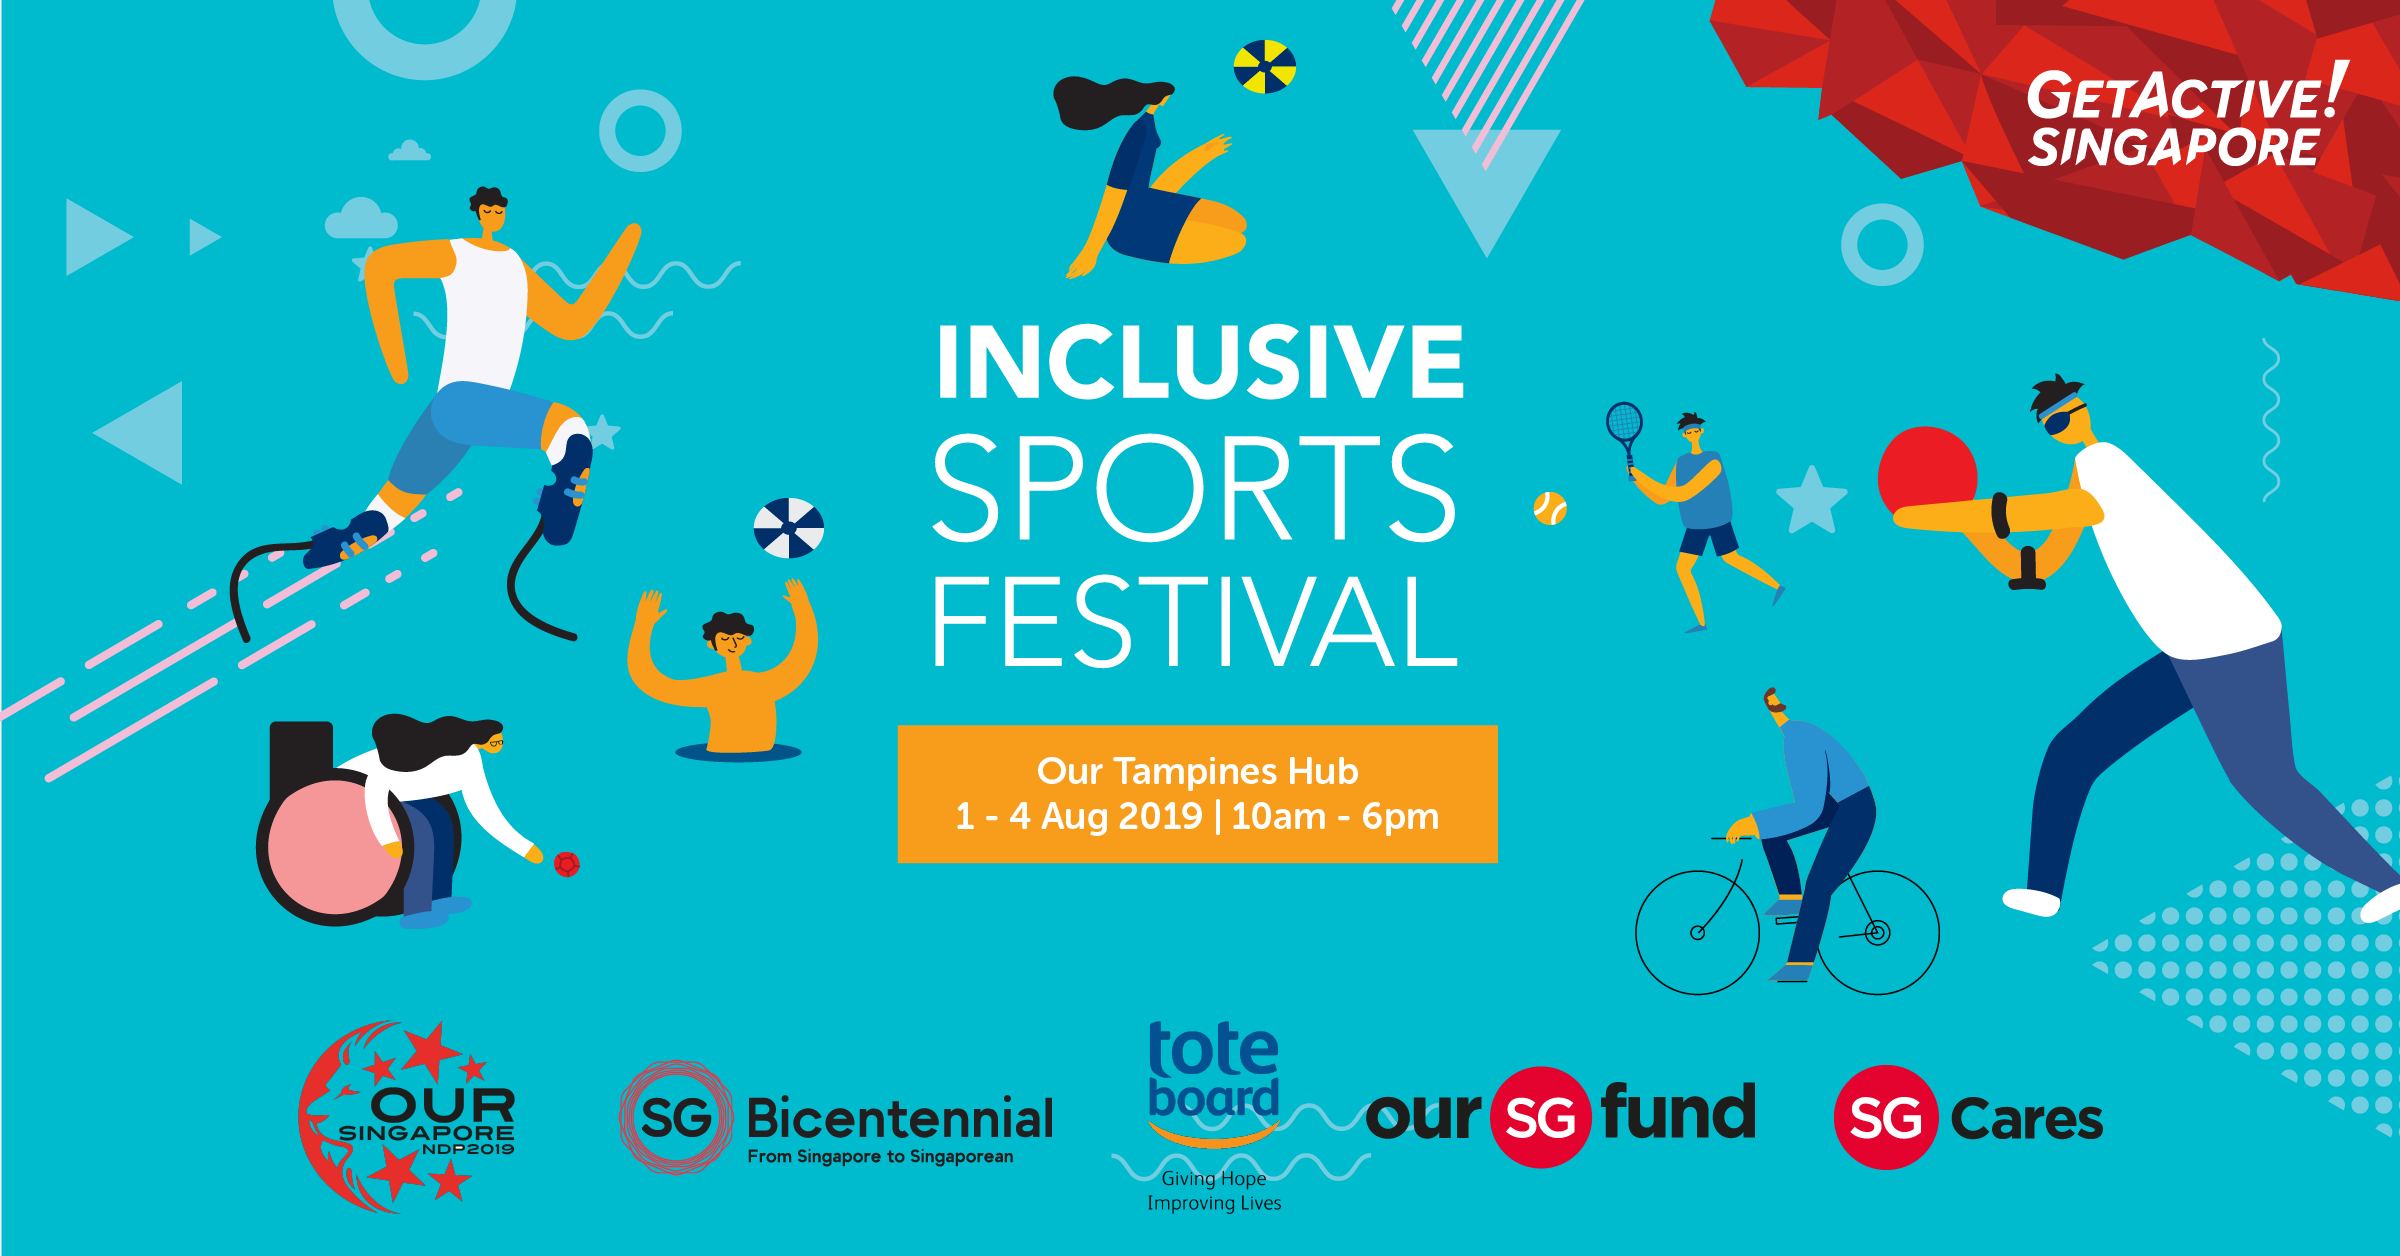 GETACTIVE!
SINGAPORE
INCLUSIVE
SPORTS
FESTIVAL
Our Tampines Hub
1 - 4 Aug 2019 | 10am - 6pm
OUR
SINGAPORE
NDP2019
SG Bicentennial
From Singapore to Singaporean
tote
board
Giving Hope
Improving Lives
our SG fund
SG Cares